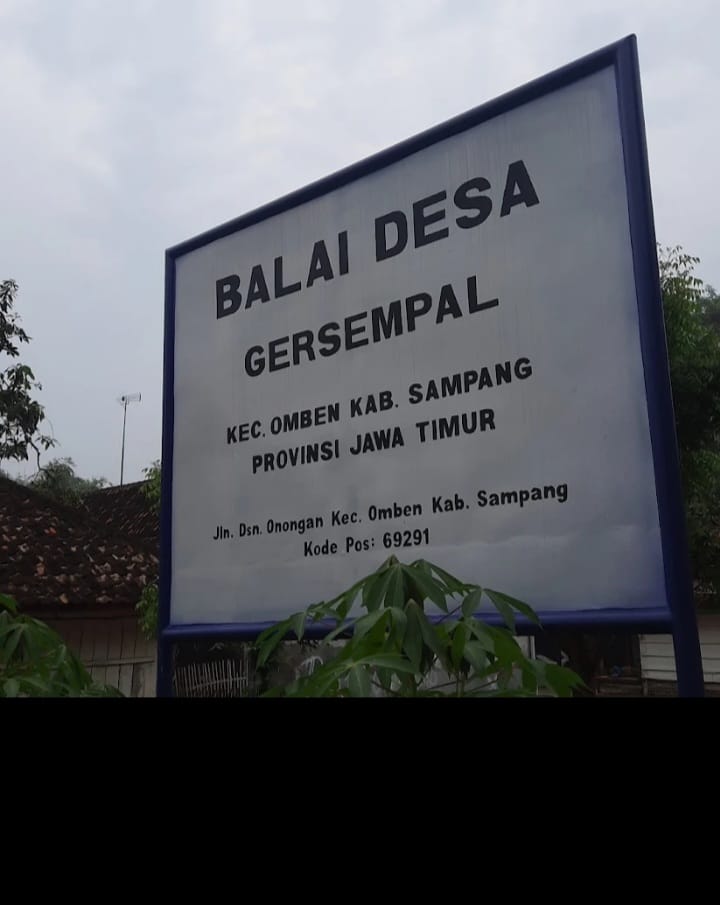 BALAI DESA
GERSEMPAL
KEC. OMBEN KAB. SAMPANG
PROVINSI JAWA TIMUR
Jln. Dsn. Onongan Kec. Omben Kab. Sampang
Kode Pos: 69291